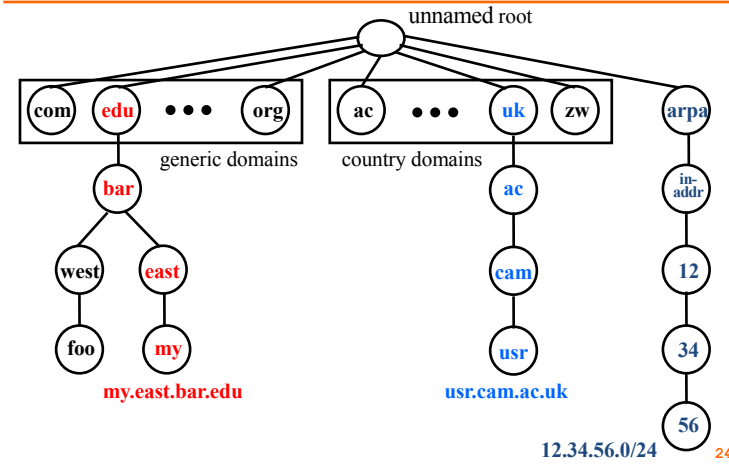 unnamed root
com edu ••• org ac ••• uk zw arpa
generic domains country domains
bar ac in-
addr
west east cam 12
foo my usr 34
my.east.bar.edu usr.cam.ac.uk
56
12.34.56.0/24 24